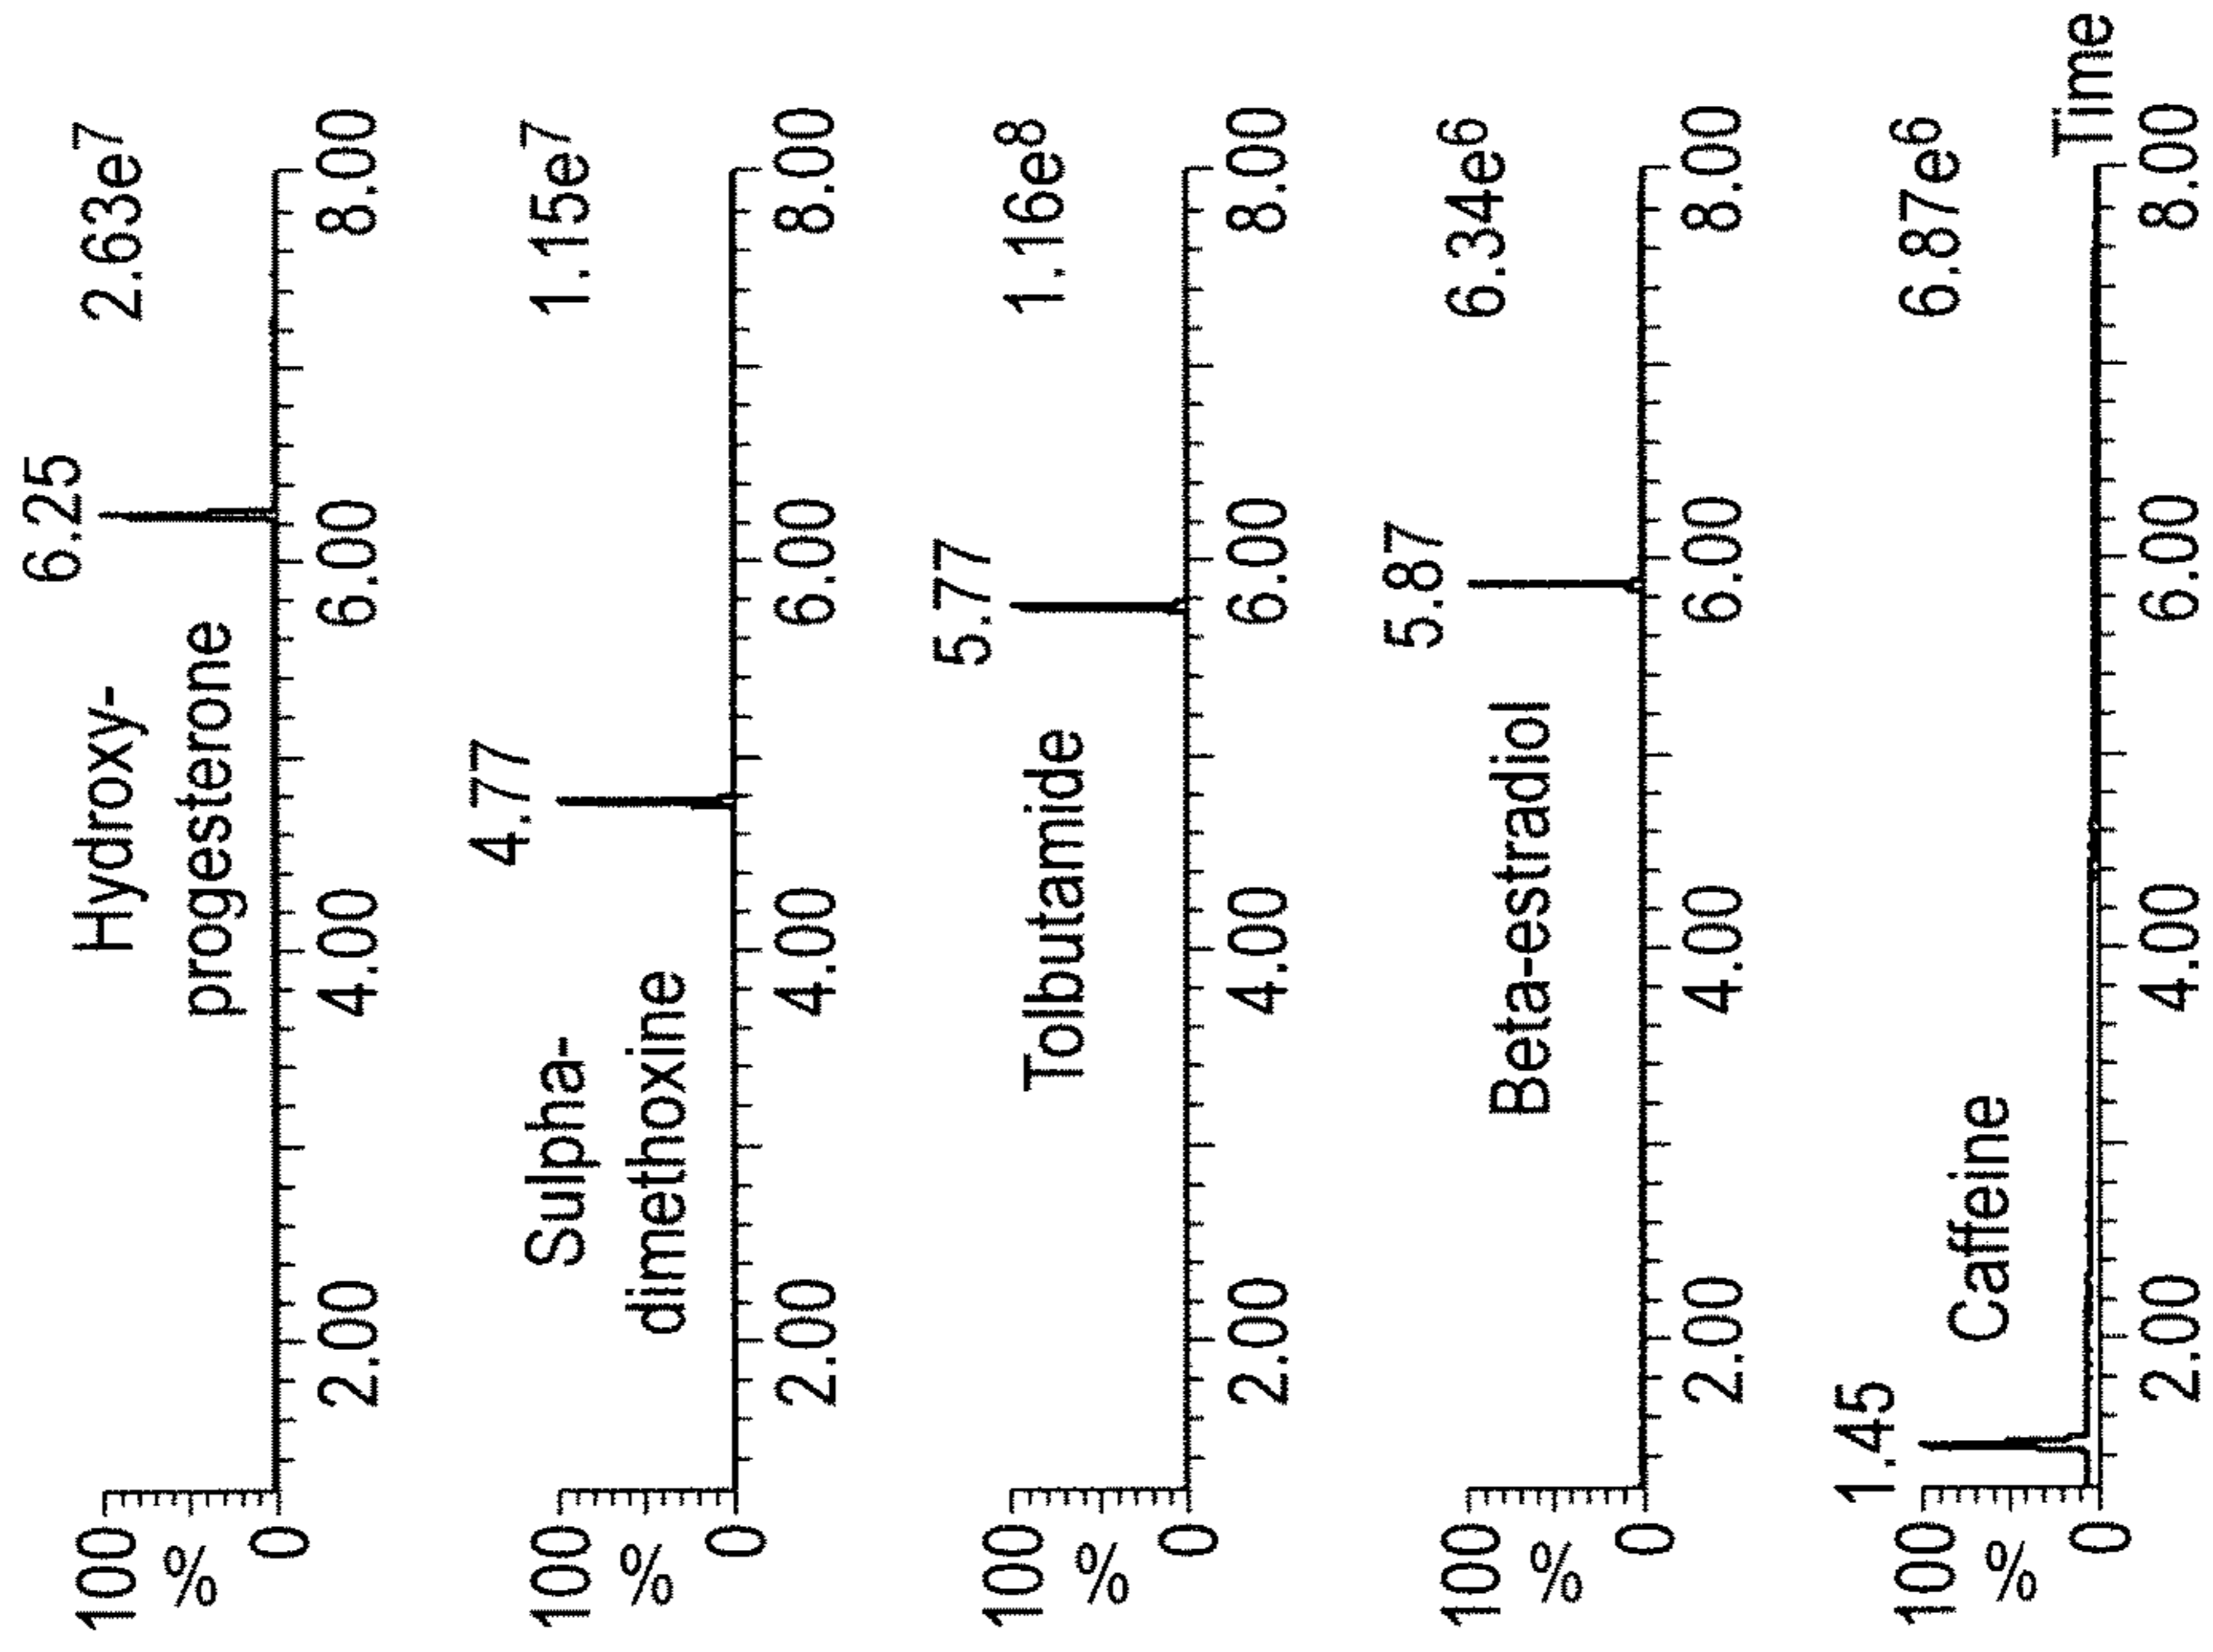 6.25
100 Hydroxy- 2.63e⁷
% progesterone
0
2.00 4.00 6.00 8.00
4.77
100 Sulpha- 1.15e⁷
% dimethoxine
0
2.00 4.00 6.00 8.00
5.77
100 Tolbutamide 1.16e⁸
%
0
2.00 4.00 6.00 8.00
5.87
100 Beta-estradiol 6.34e⁶
%
0
2.00 4.00 6.00 8.00
1.45
100 Caffeine 6.87e⁶
%
0 Time
2.00 4.00 6.00 8.00